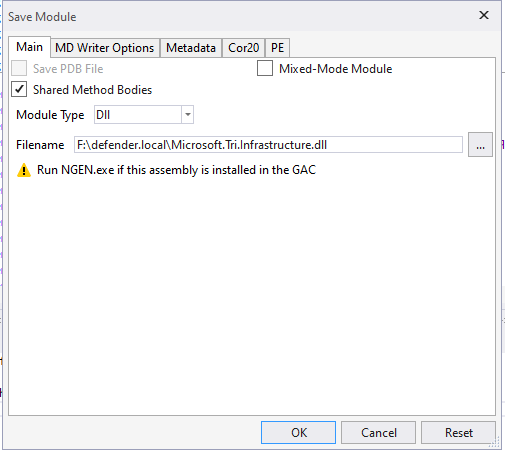 Save Module
Main MD Writer Options Metadata Cor20 PE
Save PDB File Mixed-Mode Module
Shared Method Bodies
Module Type Dll
Filename F:\defender.local\Microsoft.Tri.Infrastructure.dll ...
Run NGEN.exe if this assembly is installed in the GAC
OK Cancel Reset